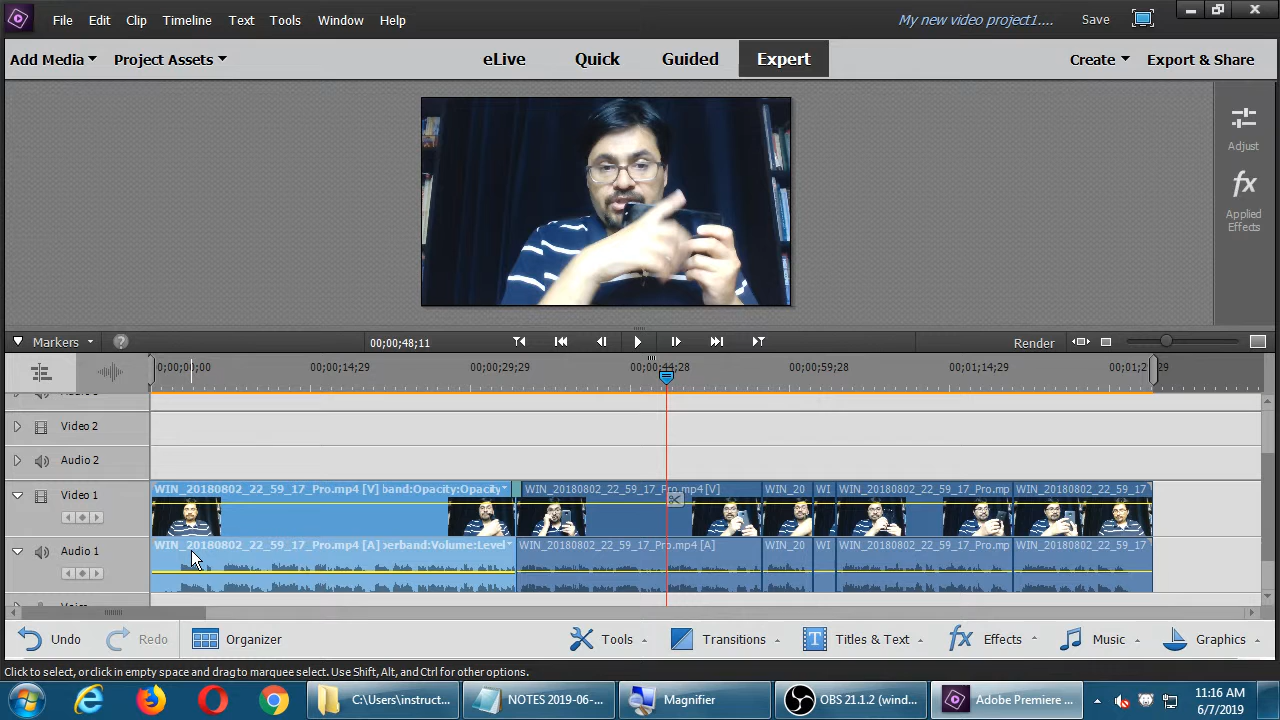 File Edit Clip Timeline Text Tools Window Help My new video project1.... Save
Add Media Project Assets eLive Quick Guided Expert Create Export & Share
Adjust
fx
Applied
Effects
Markers ? 00;00;48;11 Render
0;00;00;00 00;00;14;29 00;00;29;29 00;00;44;28 00;00;59;28 00;01;14;29
Video 2
Audio 2
Video 1 WIN_20180802_22_59_17_Pro.mp4 [V] band:Opacity:Opacity WIN_20180802_22_59_17_Pro.mp4 [V] WIN_20 WI WIN_20180802_22_59_17_Pro.mp WIN_20180802_22_59_17
Audio 1 WIN_20180802_22_59_17_Pro.mp4 [A] berband:Volume:Level WIN_20180802_22_59_17_Pro.mp4 [A] WIN_20 WI WIN_20180802_22_59_17_Pro.mp WIN_20180802_22_59_17
Undo Redo Organizer Tools T Titles & Text fx Effects Music Graphics
Click to select, or click in empty space and drag to marquee select. Use Shift, Alt, and Ctrl for other options.
C:\Users\instruct... NOTES 2019-06-... Magnifier OBS 21.1.2 (wind... Adobe Premiere ... 11:16 AM
6/7/2019